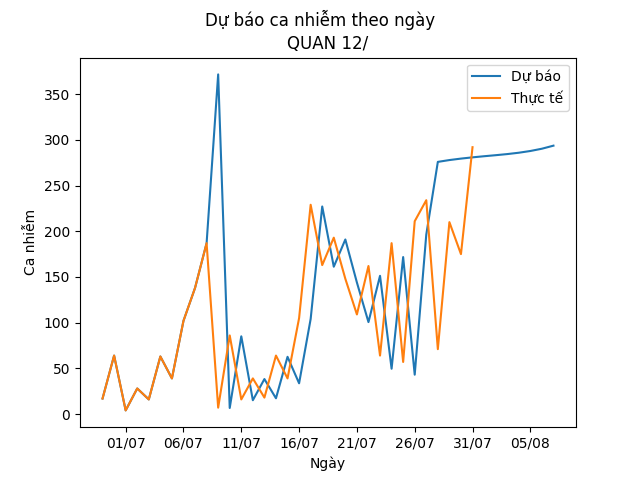 Dự báo ca nhiễm theo ngày
QUAN 12/
Dự báo
Thực tế
Ca nhiễm
350
300
250
200
150
100
50
0
01/07 06/07 11/07 16/07 21/07 26/07 31/07 05/08
Ngày